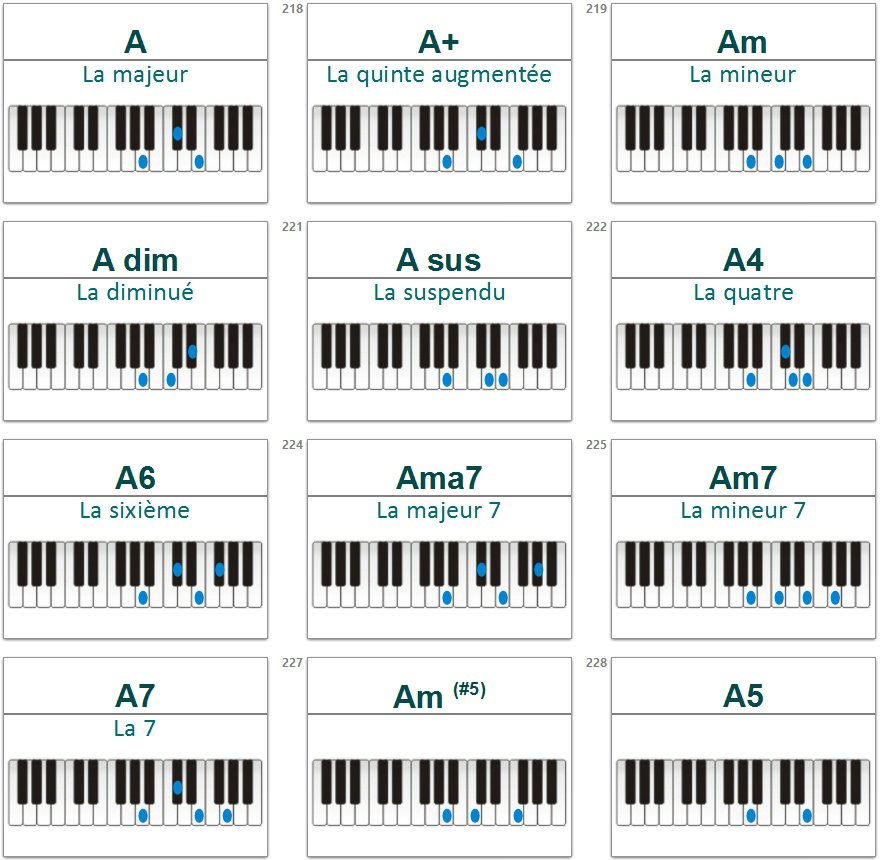 218
219
A
A+
Am
La majeur
La quinte augmentée
La mineur
221
222
A dim
A sus
A4
La diminué
La suspendu
La quatre
224
225
A6
Ama7
Am7
La sixième
La majeur 7
La mineur 7
227
228
A7
Am (#5)
A5
La 7